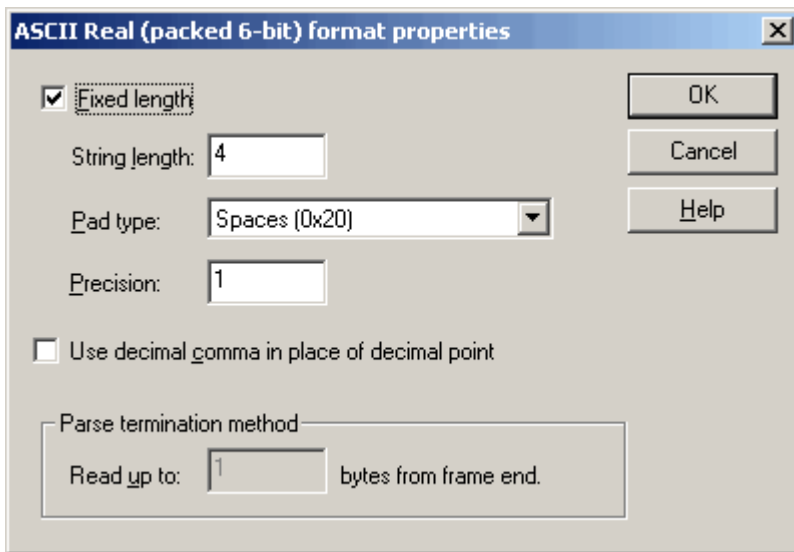 ASCII Real (packed 6-bit) format properties
Fixed length
OK
String length: 4
Cancel
Pad type: Spaces (0x20)
Help
Precision: 1
Use decimal comma in place of decimal point
Parse termination method
Read up to: 1 bytes from frame end.